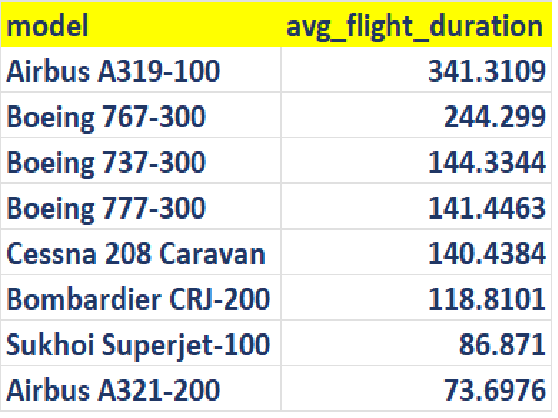 model avg_flight_duration
Airbus A319-100 341.3109
Boeing 767-300 244.299
Boeing 737-300 144.3344
Boeing 777-300 141.4463
Cessna 208 Caravan 140.4384
Bombardier CRJ-200 118.8101
Sukhoi Superjet-100 86.871
Airbus A321-200 73.6976